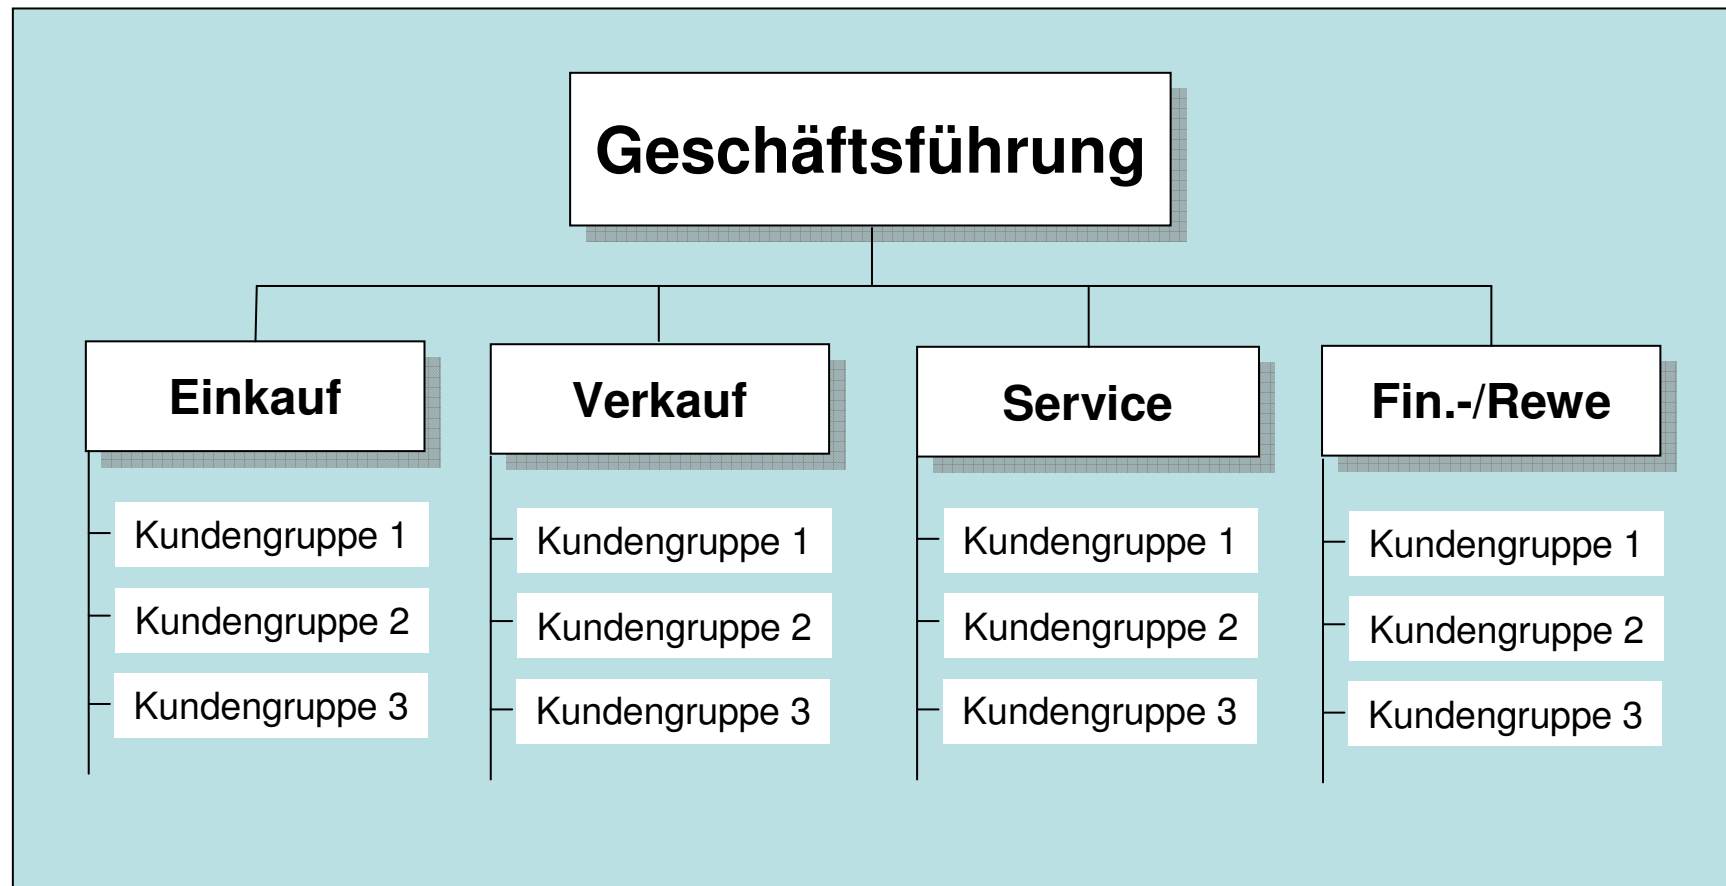 Geschäftsführung
Einkauf
Kundengruppe 1
Kundengruppe 2
Kundengruppe 3
Verkauf
Kundengruppe 1
Kundengruppe 2
Kundengruppe 3
Service
Kundengruppe 1
Kundengruppe 2
Kundengruppe 3
Fin.-/Rewe
Kundengruppe 1
Kundengruppe 2
Kundengruppe 3